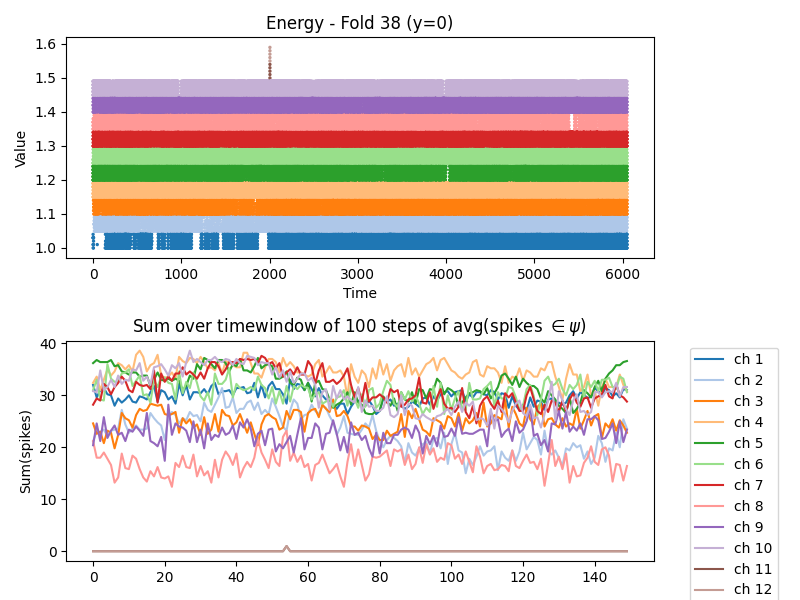 Energy - Fold 38 (y=0)
Value
1.6
1.5
1.4
1.3
1.2
1.1
1.0
0 1000 2000 3000 4000 5000 6000
Time
Sum over timewindow of 100 steps of avg(spikes ∈ ψ)
Sum(spikes)
40
30
20
10
0
0 20 40 60 80 100 120 140
ch 1
ch 2
ch 3
ch 4
ch 5
ch 6
ch 7
ch 8
ch 9
ch 10
ch 11
ch 12